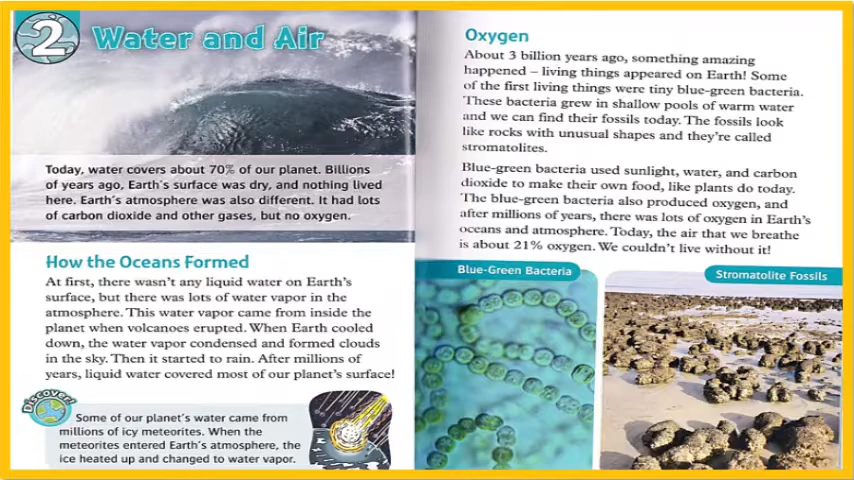 2 Water and Air
Today, water covers about 70% of our planet. Billions
of years ago, Earth's surface was dry, and nothing lived
here. Earth's atmosphere was also different. It had lots
of carbon dioxide and other gases, but no oxygen.
How the Oceans Formed
At first, there wasn't any liquid water on Earth's
surface, but there was lots of water vapor in the
atmosphere. This water vapor came from inside the
planet when volcanoes erupted. When Earth cooled
down, the water vapor condensed and formed clouds
in the sky. Then it started to rain. After millions of
years, liquid water covered most of our planet's surface!
Discover!
Some of our planet's water came from
millions of icy meteorites. When the
meteorites entered Earth's atmosphere, the
ice heated up and changed to water vapor.
Oxygen
About 3 billion years ago, something amazing
happened – living things appeared on Earth! Some
of the first living things were tiny blue-green bacteria.
These bacteria grew in shallow pools of warm water
and we can find their fossils today. The fossils look
like rocks with unusual shapes and they're called
stromatolites.
Blue-green bacteria used sunlight, water, and carbon
dioxide to make their own food, like plants do today.
The blue-green bacteria also produced oxygen, and
after millions of years, there was lots of oxygen in Earth's
oceans and atmosphere. Today, the air that we breathe
is about 21% oxygen. We couldn't live without it!
Blue-Green Bacteria
Stromatolite Fossils